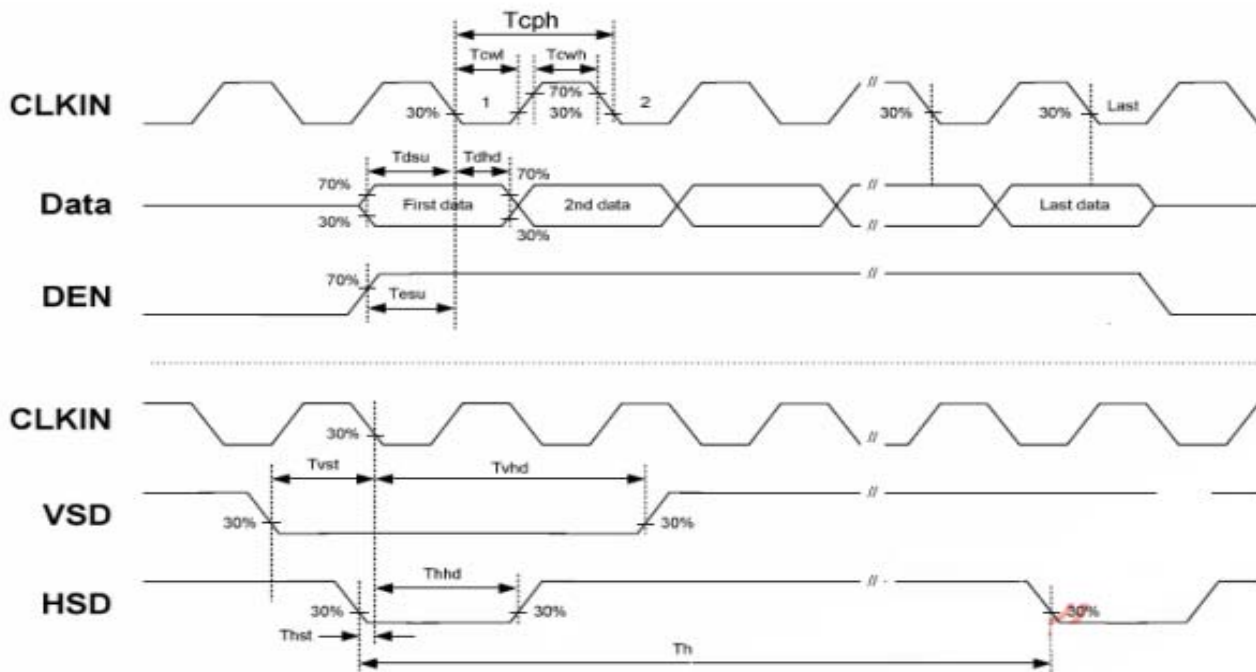 Tcph
Tcwl Tcwh
CLKIN 30% 1 70% 30% 2 30% 30% Last
Tdsu Tdhd
70% 70%
Data First data 2nd data // Last data
30% 30%
70%
DEN Tesu //
CLKIN 30% //
Tvst Tvhd
VSD 30% 30% //
Thhd
HSD 30% 30% // 30%
Thst
Th